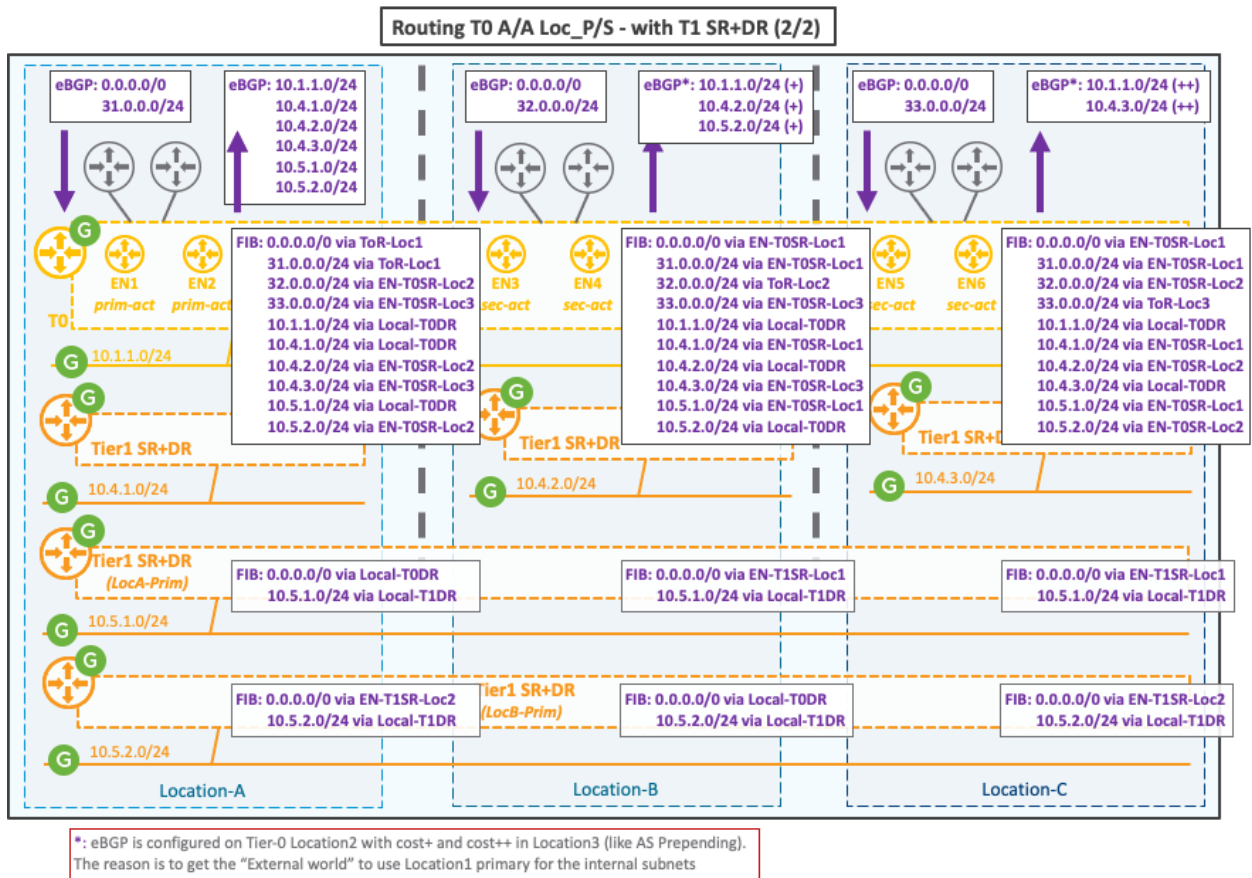 Routing T0 A/A Loc_P/S - with T1 SR+DR (2/2)
eBGP: 0.0.0.0/0
31.0.0.0/24
eBGP: 10.1.1.0/24
10.4.1.0/24
10.4.2.0/24
10.4.3.0/24
10.5.1.0/24
10.5.2.0/24
eBGP: 0.0.0.0/0
32.0.0.0/24
eBGP*: 10.1.1.0/24 (+)
10.4.2.0/24 (+)
10.5.2.0/24 (+)
eBGP: 0.0.0.0/0
33.0.0.0/24
eBGP*: 10.1.1.0/24 (++)
10.4.3.0/24 (++)
G
T0
EN1
prim-act
EN2
prim-act
FIB: 0.0.0.0/0 via ToR-Loc1
31.0.0.0/24 via ToR-Loc1
32.0.0.0/24 via EN-T0SR-Loc2
33.0.0.0/24 via EN-T0SR-Loc3
10.1.1.0/24 via Local-T0DR
10.4.1.0/24 via Local-T0DR
10.4.2.0/24 via EN-T0SR-Loc2
10.4.3.0/24 via EN-T0SR-Loc3
10.5.1.0/24 via Local-T0DR
10.5.2.0/24 via EN-T0SR-Loc2
EN3
sec-act
EN4
sec-act
FIB: 0.0.0.0/0 via EN-T0SR-Loc1
31.0.0.0/24 via EN-T0SR-Loc1
32.0.0.0/24 via ToR-Loc2
33.0.0.0/24 via EN-T0SR-Loc3
10.1.1.0/24 via Local-T0DR
10.4.1.0/24 via EN-T0SR-Loc1
10.4.2.0/24 via Local-T0DR
10.4.3.0/24 via EN-T0SR-Loc3
10.5.1.0/24 via EN-T0SR-Loc1
10.5.2.0/24 via Local-T0DR
EN5
sec-act
EN6
sec-act
FIB: 0.0.0.0/0 via EN-T0SR-Loc1
31.0.0.0/24 via EN-T0SR-Loc1
32.0.0.0/24 via EN-T0SR-Loc2
33.0.0.0/24 via ToR-Loc3
10.1.1.0/24 via Local-T0DR
10.4.1.0/24 via EN-T0SR-Loc1
10.4.2.0/24 via EN-T0SR-Loc2
10.4.3.0/24 via Local-T0DR
10.5.1.0/24 via EN-T0SR-Loc1
10.5.2.0/24 via EN-T0SR-Loc2
G
10.1.1.0/24
G
Tier1 SR+DR
G
10.4.1.0/24
G
Tier1 SR+DR
G
10.4.2.0/24
G
Tier1 SR+
G
10.4.3.0/24
G
Tier1 SR+DR
(LocA-Prim)
FIB: 0.0.0.0/0 via Local-T0DR
10.5.1.0/24 via Local-T1DR
FIB: 0.0.0.0/0 via EN-T1SR-Loc1
10.5.1.0/24 via Local-T1DR
FIB: 0.0.0.0/0 via EN-T1SR-Loc1
10.5.1.0/24 via Local-T1DR
G
10.5.1.0/24
G
FIB: 0.0.0.0/0 via EN-T1SR-Loc2
10.5.2.0/24 via Local-T1DR
Tier1 SR+DR
(LocB-Prim)
FIB: 0.0.0.0/0 via Local-T0DR
10.5.2.0/24 via Local-T1DR
FIB: 0.0.0.0/0 via EN-T1SR-Loc2
10.5.2.0/24 via Local-T1DR
G
10.5.2.0/24
Location-A
Location-B
Location-C
*: eBGP is configured on Tier-0 Location2 with cost+ and cost++ in Location3 (like AS Prepending).
The reason is to get the “External world” to use Location1 primary for the internal subnets